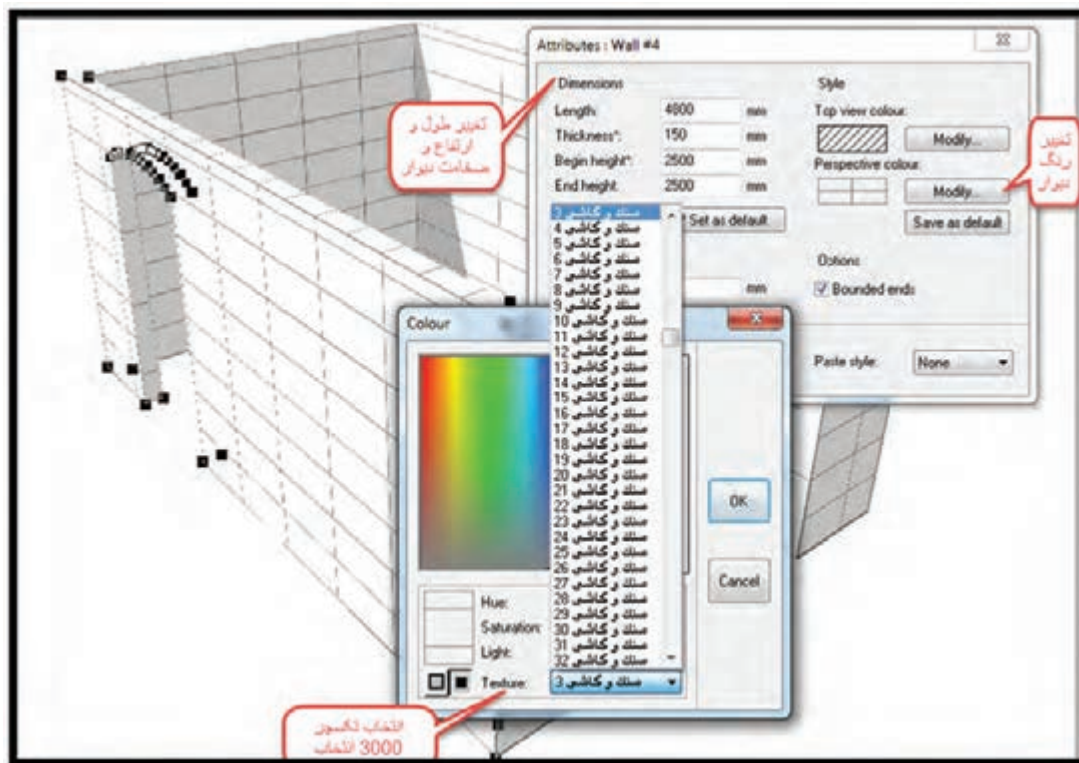 Attributes : Wall #4
Dimensions
Length: 4800 mm
Thickness*: 150 mm
Begin height*: 2500 mm
End height: 2500 mm
Set as default
mm
Style
Top view colour:
Modify...
Perspective colour:
Modify...
Save as default
Options
Bounded ends
Paste style: None
تغییر طول و
ارتفاع و
ضخامت دیوار
تغییر
رنگ
دیوار
Colour
سنگ و کاشی 3
سنگ و کاشی 4
سنگ و کاشی 5
سنگ و کاشی 6
سنگ و کاشی 7
سنگ و کاشی 8
سنگ و کاشی 9
سنگ و کاشی 10
سنگ و کاشی 11
سنگ و کاشی 12
سنگ و کاشی 13
سنگ و کاشی 14
سنگ و کاشی 15
سنگ و کاشی 16
سنگ و کاشی 17
سنگ و کاشی 18
سنگ و کاشی 19
سنگ و کاشی 20
سنگ و کاشی 21
سنگ و کاشی 22
سنگ و کاشی 23
سنگ و کاشی 24
سنگ و کاشی 25
سنگ و کاشی 26
سنگ و کاشی 27
سنگ و کاشی 28
سنگ و کاشی 29
سنگ و کاشی 30
سنگ و کاشی 31
سنگ و کاشی 32
OK
Cancel
Hue:
Saturation:
Light:
Texture: سنگ و کاشی 3
انتخاب تکسچر
3000 انتخاب